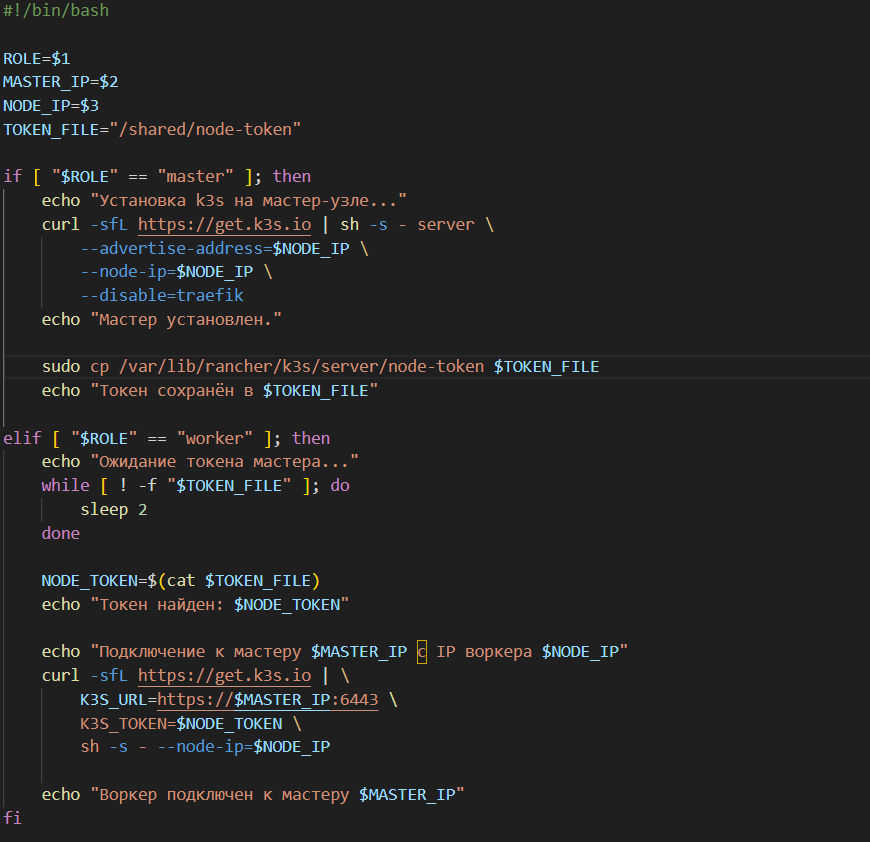 #!/bin/bash
ROLE=$1
MASTER_IP=$2
NODE_IP=$3
TOKEN_FILE="/shared/node-token"
if [ "$ROLE" == "master" ]; then
echo "Установка k3s на мастер-узле..."
curl -sfL https://get.k3s.io | sh -s - server \
--advertise-address=$NODE_IP \
--node-ip=$NODE_IP \
--disable=traefik
echo "Мастер установлен."
sudo cp /var/lib/rancher/k3s/server/node-token $TOKEN_FILE
echo "Токен сохранён в $TOKEN_FILE"
elif [ "$ROLE" == "worker" ]; then
echo "Ожидание токена мастера..."
while [ ! -f "$TOKEN_FILE" ]; do
sleep 2
done
NODE_TOKEN=$(cat $TOKEN_FILE)
echo "Токен найден: $NODE_TOKEN"
echo "Подключение к мастеру $MASTER_IP с IP воркера $NODE_IP"
curl -sfL https://get.k3s.io | \
K3S_URL=https://$MASTER_IP:6443 \
K3S_TOKEN=$NODE_TOKEN \
sh -s - --node-ip=$NODE_IP
echo "Воркер подключен к мастеру $MASTER_IP"
fi